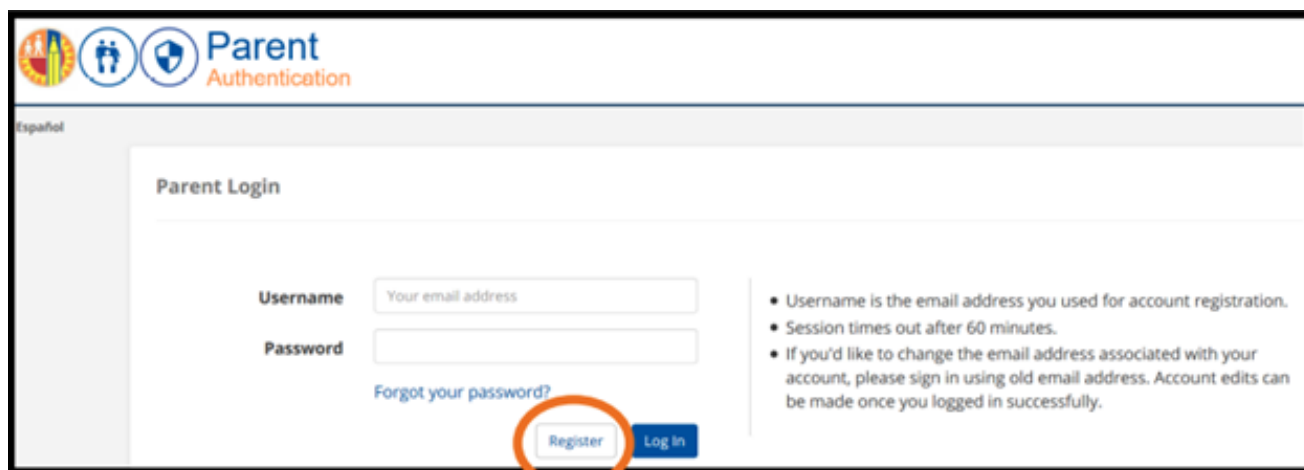 Parent
Authentication
Español
Parent Login
Username
Your email address
Password
Forgot your password?
Register
Log In
• Username is the email address you used for account registration.
• Session times out after 60 minutes.
• If you'd like to change the email address associated with your
account, please sign in using old email address. Account edits can
be made once you logged in successfully.